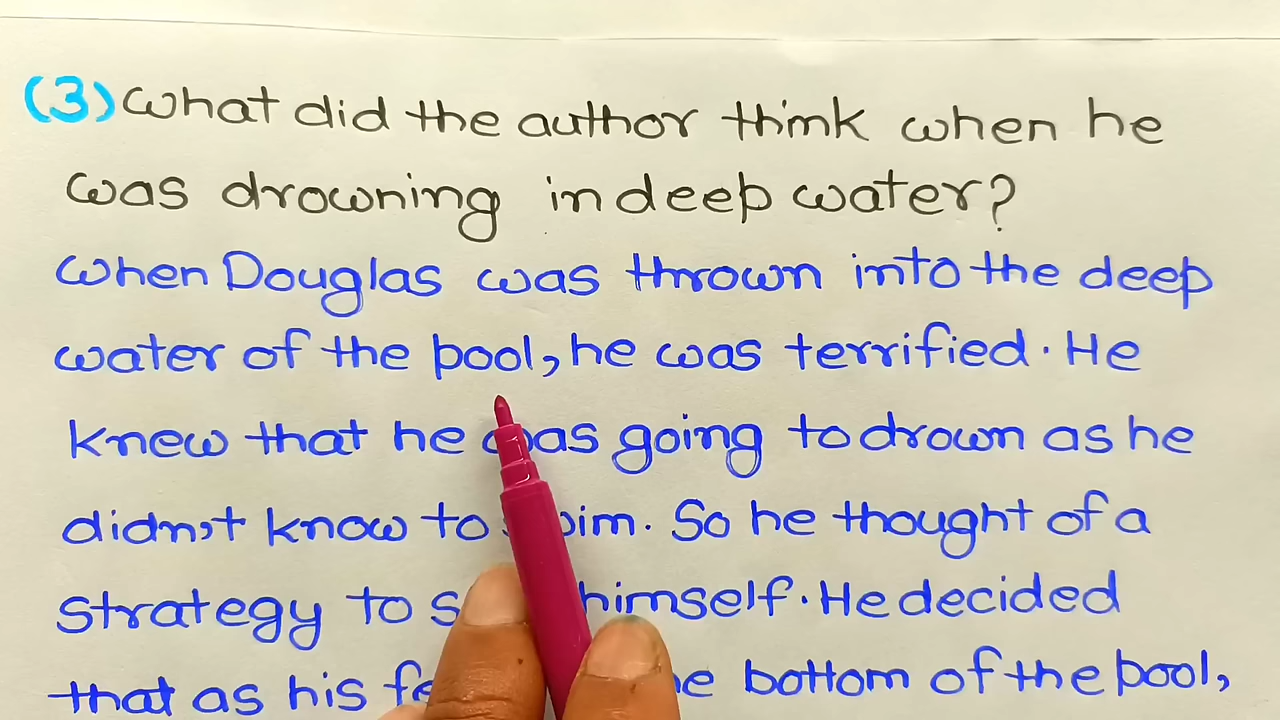 (3) What did the author think when he
was drowning in deep water?
When Douglas was thrown into the deep
water of the pool, he was terrified. He
knew that he was going to drown as he
didn't know to swim. So he thought of a
strategy to himself. He decided
that as his bottom of the pool,